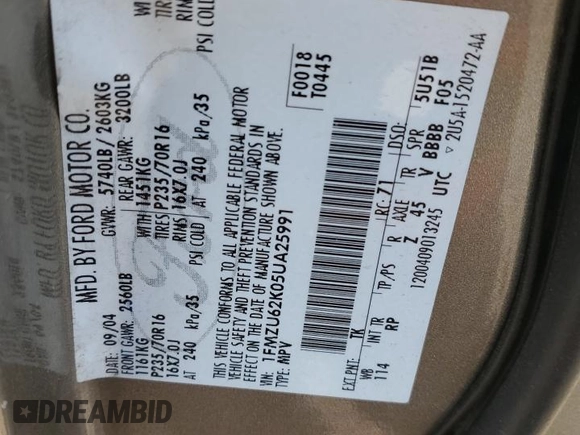 MFD. BY FORD MOTOR CO.
DATE: 09/04 GVWR: 5740LB/ 2603KG
FRONT GAWR: 2560LB REAR GAWR: 3200LB
1161KG WITH 1451KG
P235/70R16 TIRES P235/70R16
16X7.0J RIMS 16X7.0J
AT 240 kPa/35 PSI COLD AT 240 kPa/35 PSI COLD
THIS VEHICLE CONFORMS TO ALL APPLICABLE FEDERAL MOTOR
VEHICLE SAFETY AND THEFT PREVENTION STANDARDS IN
EFFECT ON THE DATE OF MANUFACTURE SHOWN ABOVE.
VIN: 1FMZU62K05UA25991
TYPE: MPV
F0018
T0445
EXT PNT: TK RC: 71 DSO:
WB INT TR TP/PS R AXLE TR SPR 5U51B
114 RP Z 45 V BBBB F05
1200409013245 UTC ▽ 2U5A-1520472-AA
Ford
DREAMBID